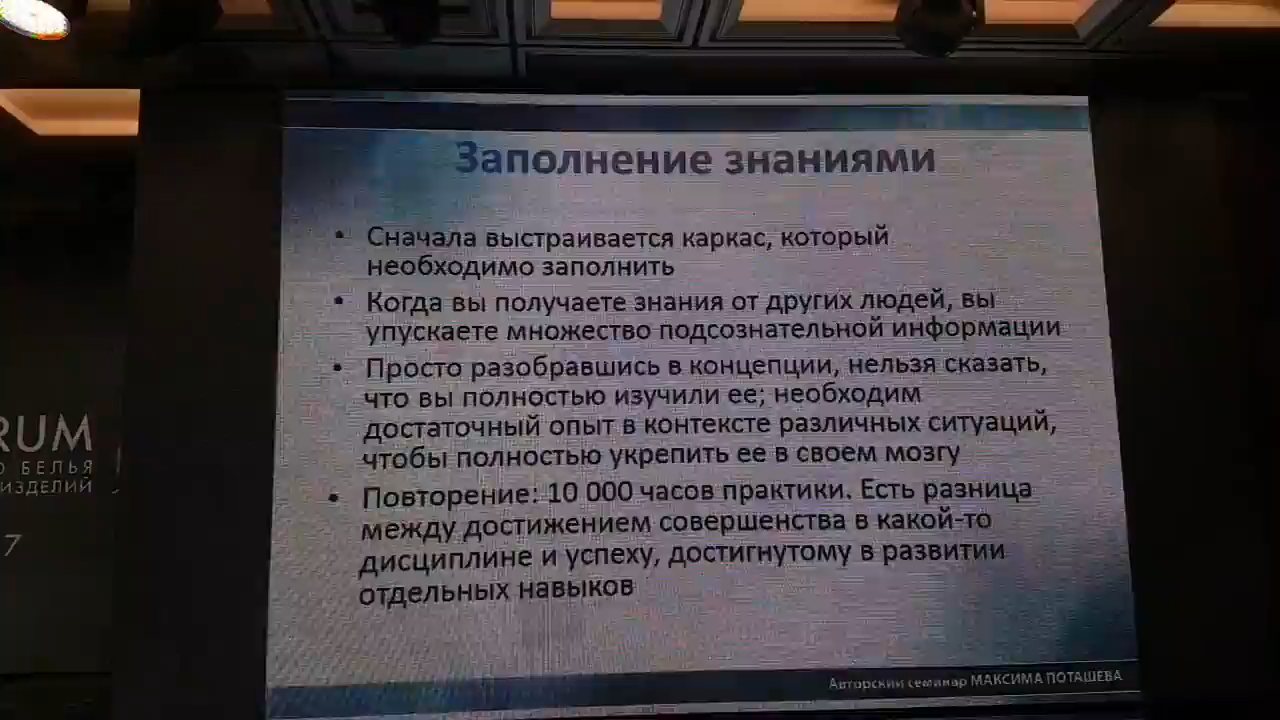 Заполнение знаниями
• Сначала выстраивается каркас, который
необходимо заполнить
• Когда вы получаете знания от других людей, вы
упускаете множество подсознательной информации
• Просто разобравшись в концепции, нельзя сказать,
что вы полностью изучили ее; необходим
достаточный опыт в контексте различных ситуаций,
чтобы полностью укрепить ее в своем мозгу
• Повторение: 10 000 часов практики. Есть разница
между достижением совершенства в какой-то
дисциплине и успеху, достигнутому в развитии
отдельных навыков
Авторский семинар МАКСИМА ПОТАШЕВА
RUM
О БЕЛЬЯ
ИЗДЕЛИЙ
7